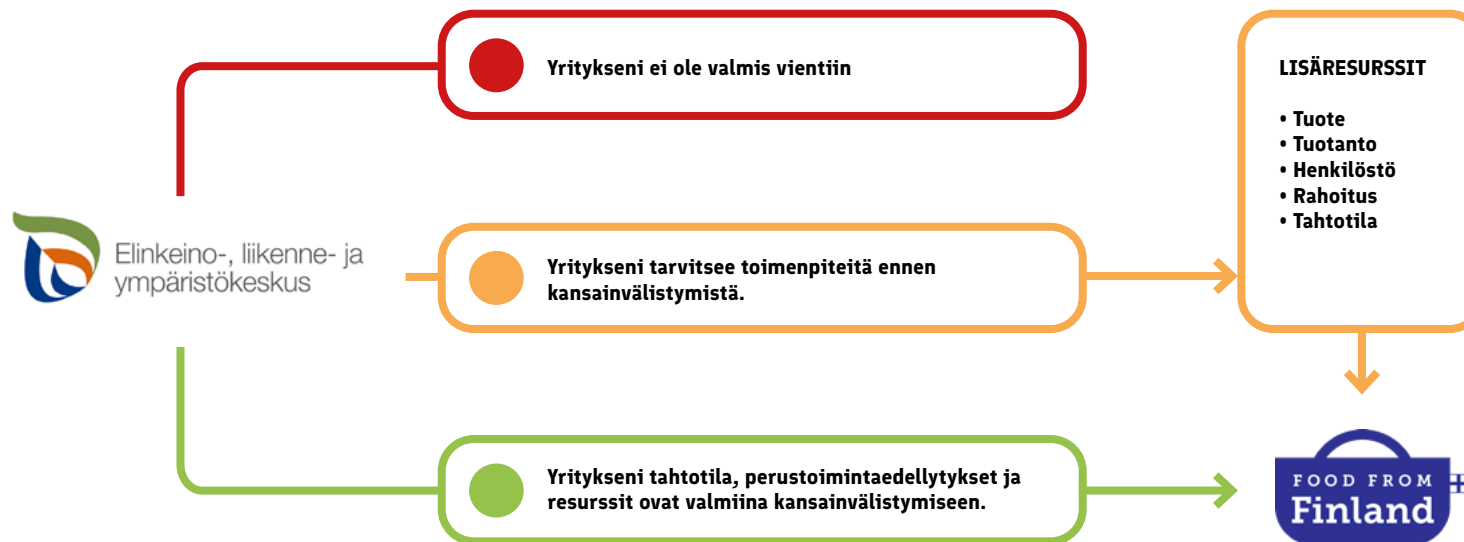 Yritykseni ei ole valmis vientiin
LISÄRESURSSIT
• Tuote
• Tuotanto
• Henkilöstö
• Rahoitus
• Tahtotila
Elinkeino-, liikenne- ja
ympäristökeskus
Yritykseni tarvitsee toimenpiteitä ennen
kansainvälistymistä.
Yritykseni tahtotila, perustoimintaedellytykset ja
resurssit ovat valmiina kansainvälistymiseen.
FOOD FROM
Finland